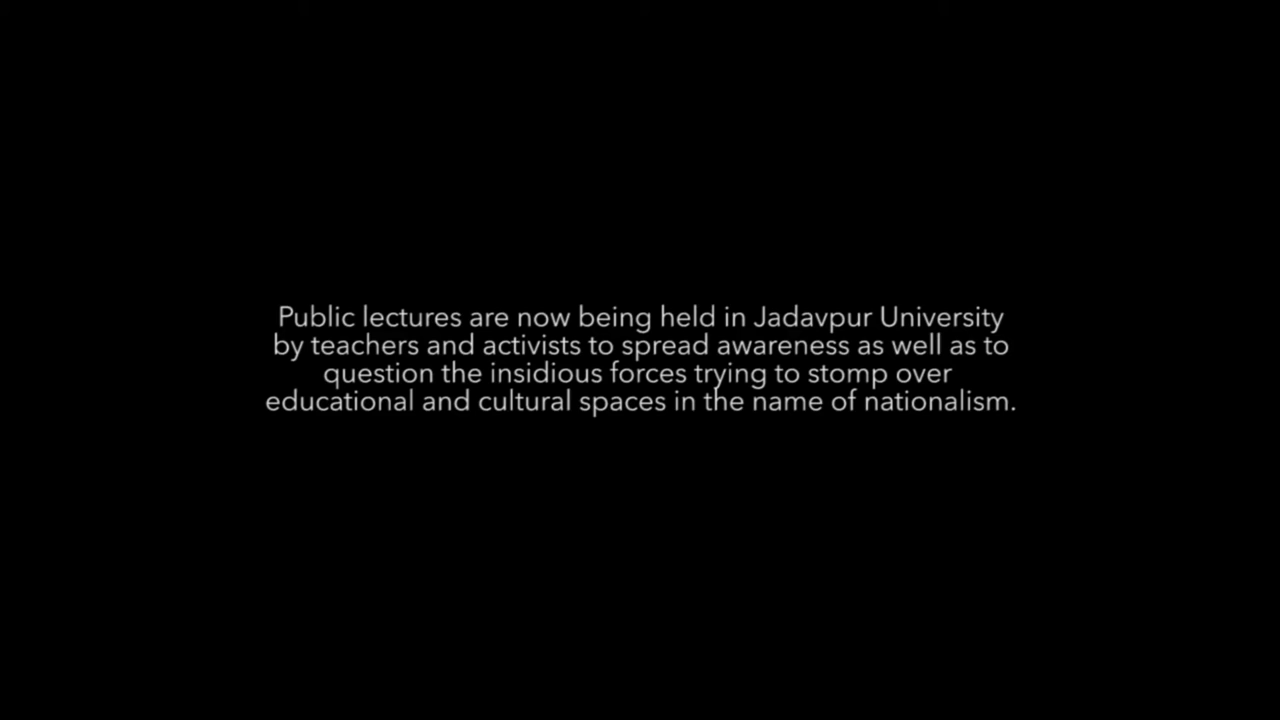 Public lectures are now being held in Jadavpur University
by teachers and activists to spread awareness as well as to
question the insidious forces trying to stomp over
educational and cultural spaces in the name of nationalism.